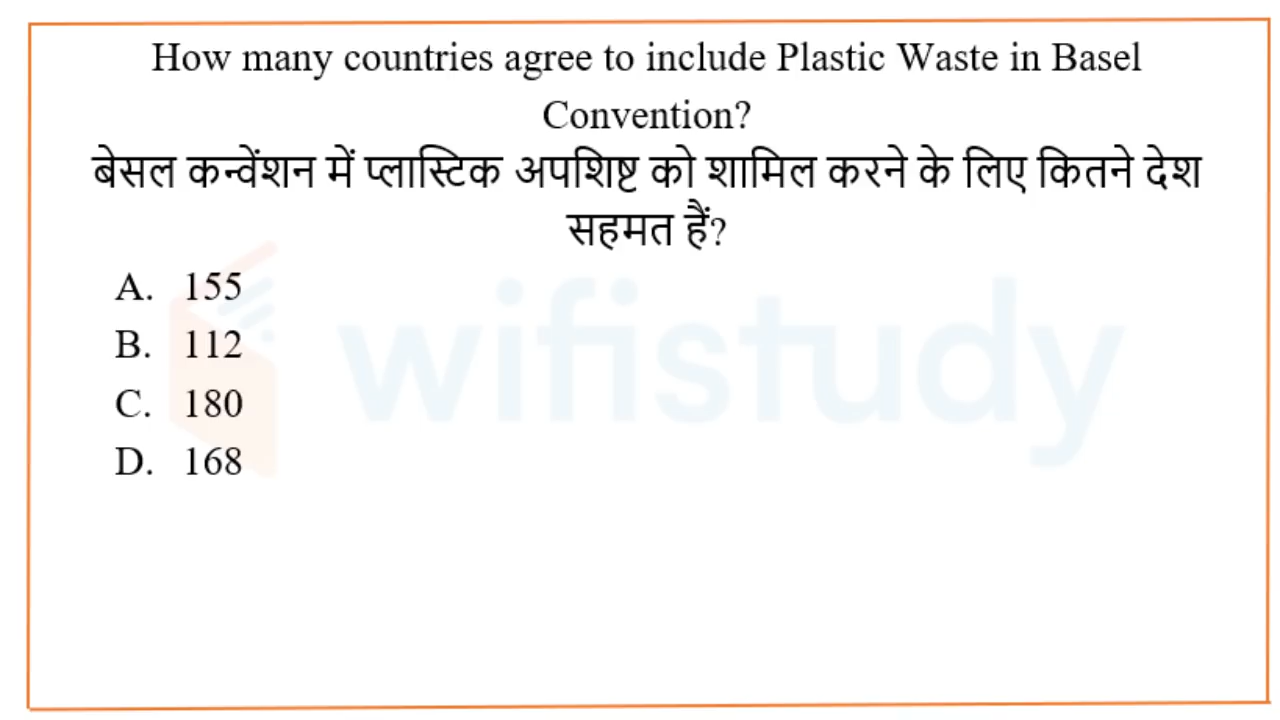 How many countries agree to include Plastic Waste in Basel
Convention?
बेसल कन्वेंशन में प्लास्टिक अपशिष्ट को शामिल करने के लिए कितने देश
सहमत हैं?
A. 155
B. 112
C. 180
D. 168
wifistudy